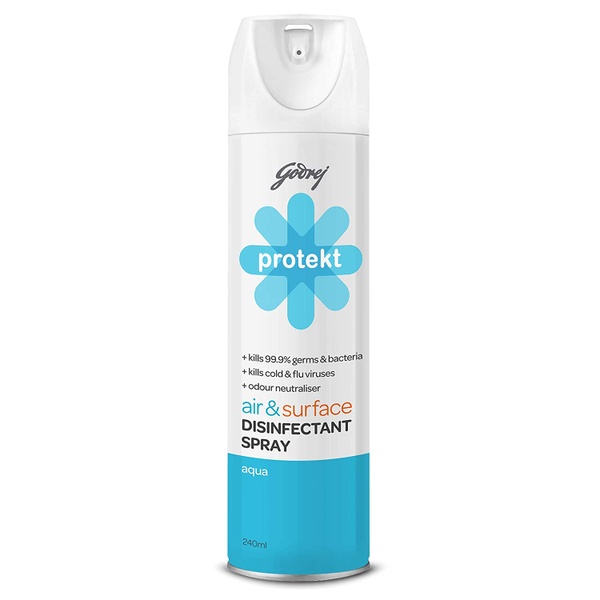 Godrej
protekt
+ kills 99.9% germs & bacteria
+ kills cold & flu viruses
+ odour neutraliser
air & surface
DISINFECTANT
SPRAY
aqua
240ml